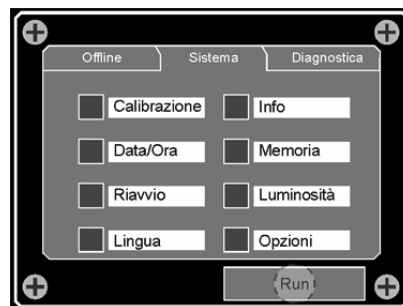 Offline Sistema Diagnostica
Calibrazione Info
Data/Ora Memoria
Riavvio Luminosità
Lingua Opzioni
Run